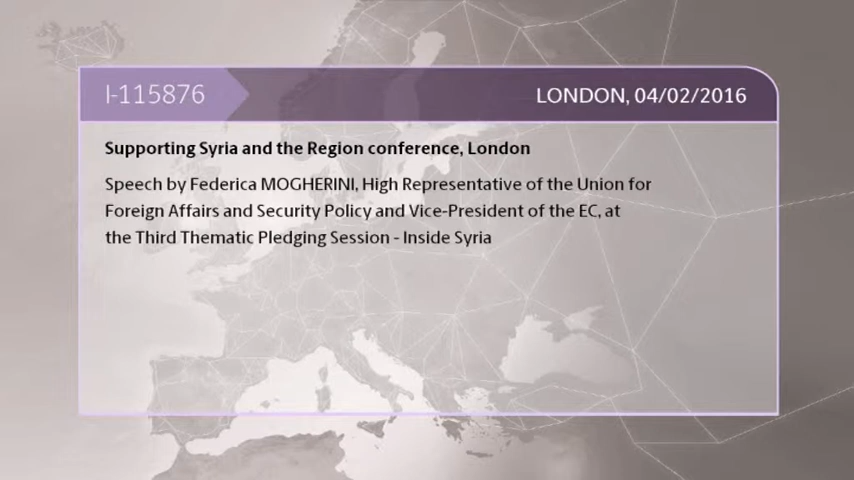 I-115876
LONDON, 04/02/2016
Supporting Syria and the Region conference, London
Speech by Federica MOGHERINI, High Representative of the Union for
Foreign Affairs and Security Policy and Vice-President of the EC, at
the Third Thematic Pledging Session - Inside Syria